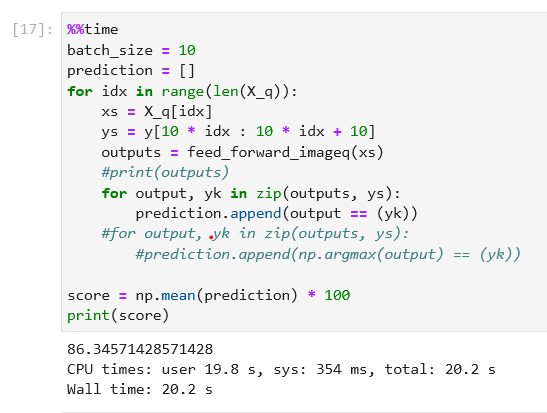 [17]: %%time
batch_size = 10
prediction = []
for idx in range(len(X_q)):
    xs = X_q[idx]
    ys = y[10 * idx : 10 * idx + 10]
    outputs = feed_forward_imageq(xs)
    #print(outputs)
    for output, yk in zip(outputs, ys):
        prediction.append(output == (yk))
    #for output, yk in zip(outputs, ys):
        #prediction.append(np.argmax(output) == (yk))

score = np.mean(prediction) * 100
print(score)
86.34571428571428
CPU times: user 19.8 s, sys: 354 ms, total: 20.2 s
Wall time: 20.2 s